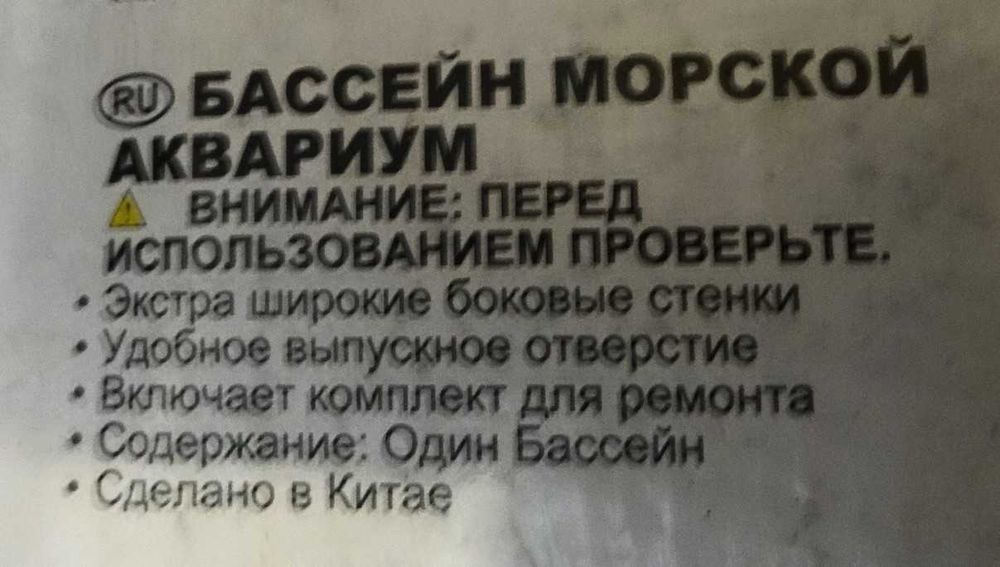 RU БАССЕЙН МОРСКОЙ
АКВАРИУМ
ВНИМАНИЕ: ПЕРЕД
ИСПОЛЬЗОВАНИЕМ ПРОВЕРЬТЕ.
• Экстра широкие боковые стенки
• Удобное выпускное отверстие
• Включает комплект для ремонта
• Содержание: Один Бассейн
• Сделано в Китае